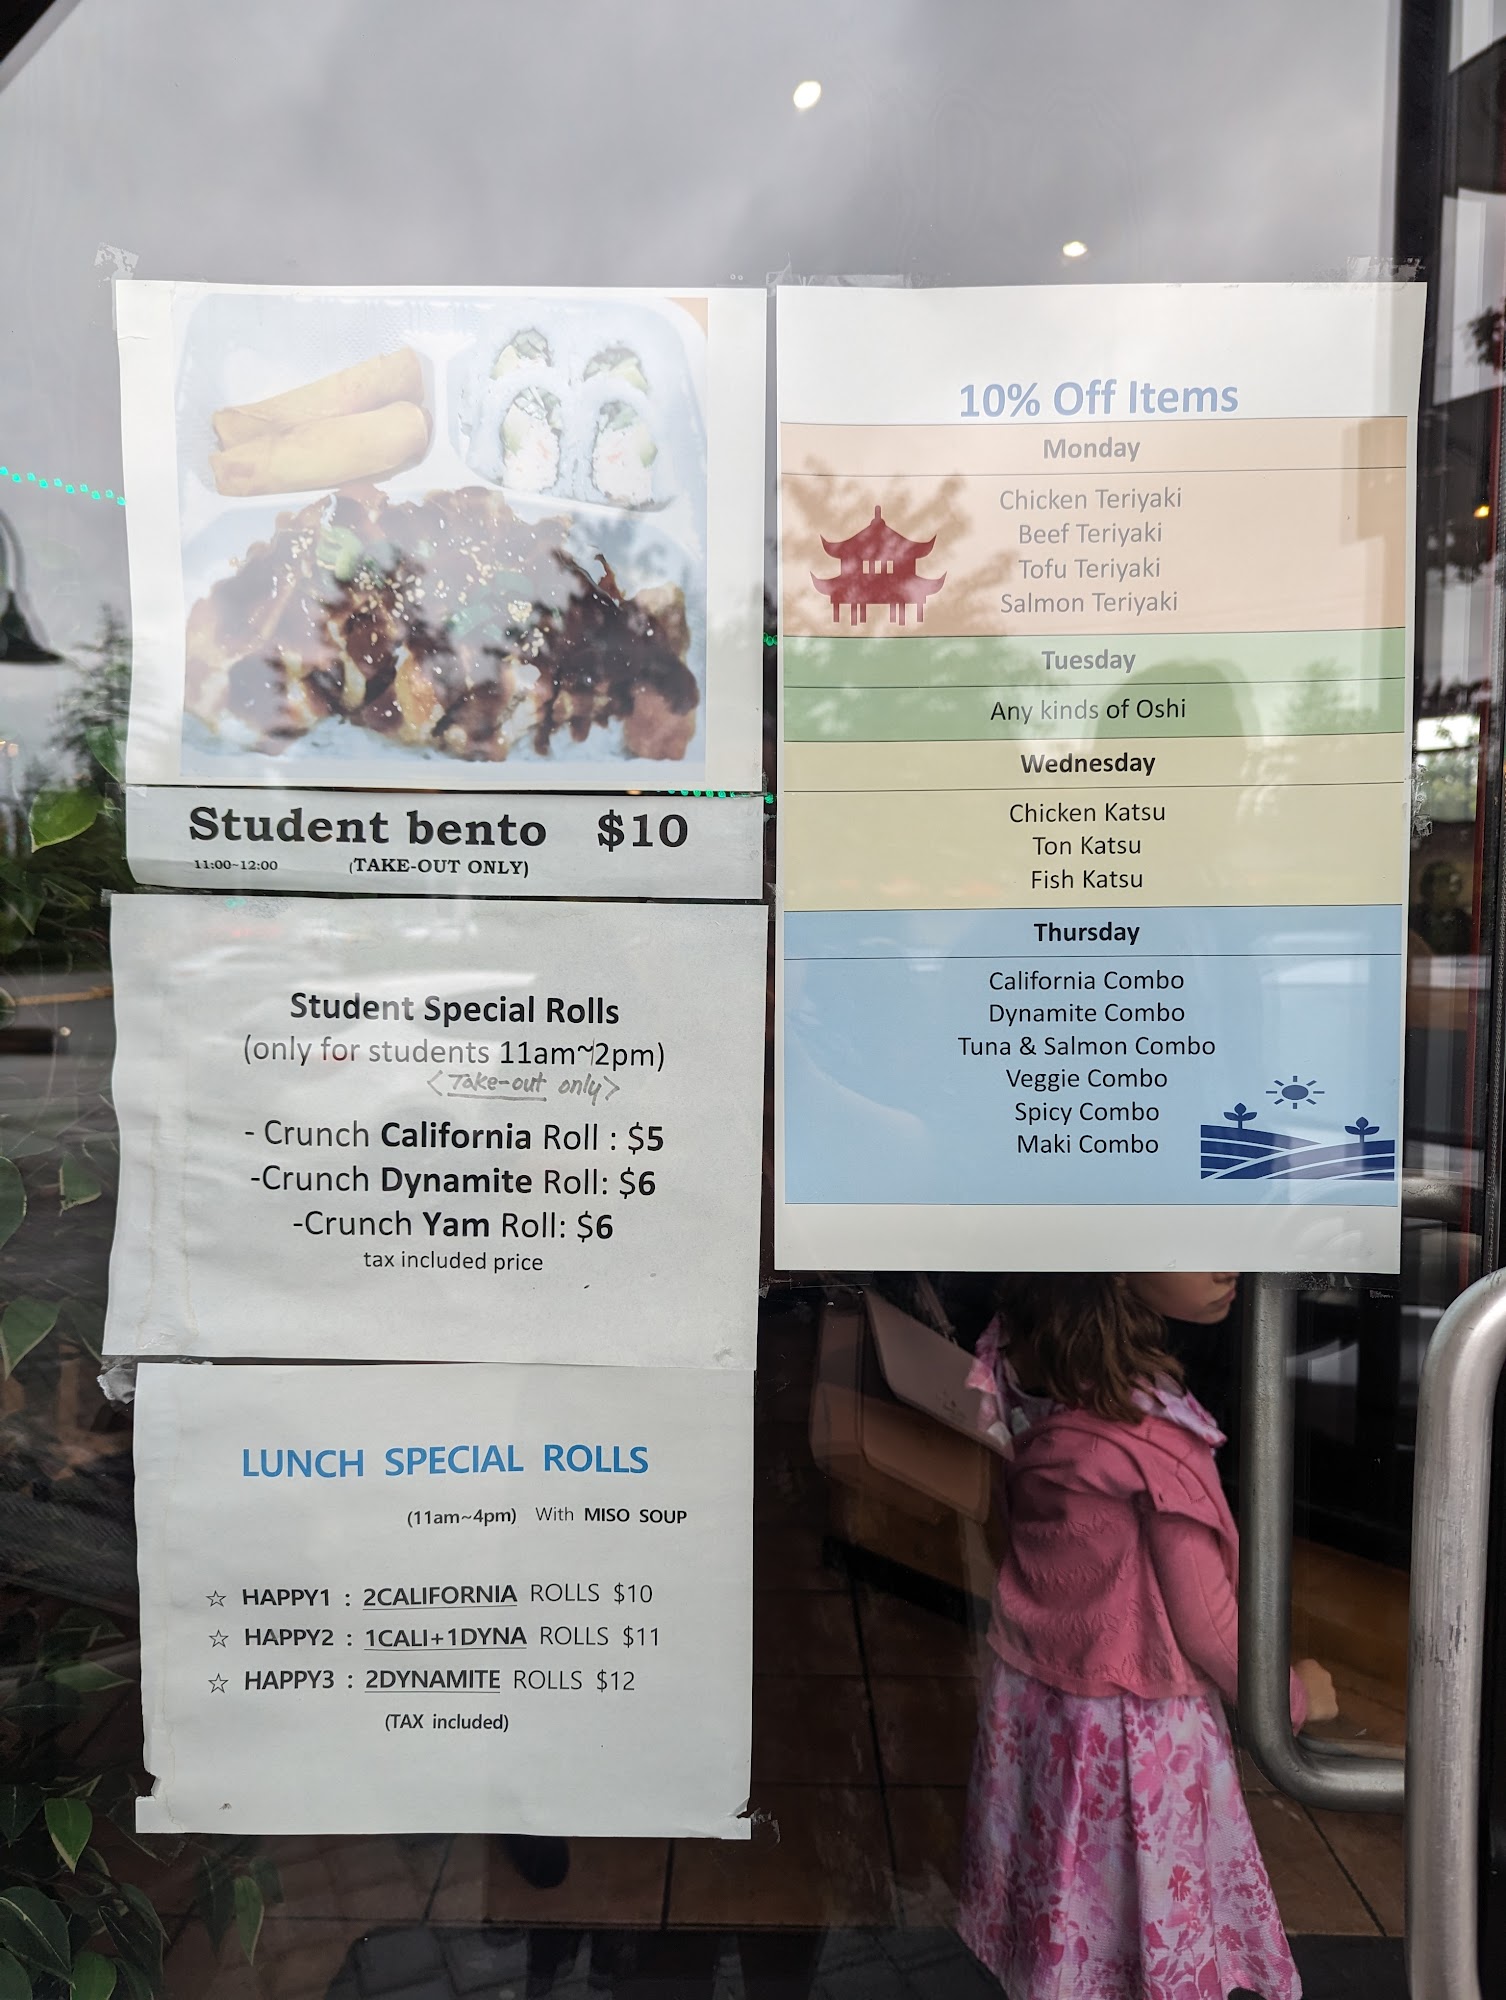 Student bento $10
11:00~12:00 (TAKE-OUT ONLY)
Student Special Rolls
(only for students 11am~2pm)
<Take-out only>
- Crunch California Roll : $5
-Crunch Dynamite Roll: $6
-Crunch Yam Roll: $6
tax included price
LUNCH SPECIAL ROLLS
(11am~4pm) With MISO SOUP
☆ HAPPY1 : 2CALIFORNIA ROLLS $10
☆ HAPPY2 : 1CALI+1DYNA ROLLS $11
☆ HAPPY3 : 2DYNAMITE ROLLS $12
(TAX included)
10% Off Items
Monday
Chicken Teriyaki
Beef Teriyaki
Tofu Teriyaki
Salmon Teriyaki
Tuesday
Any kinds of Oshi
Wednesday
Chicken Katsu
Ton Katsu
Fish Katsu
Thursday
California Combo
Dynamite Combo
Tuna & Salmon Combo
Veggie Combo
Spicy Combo
Maki Combo